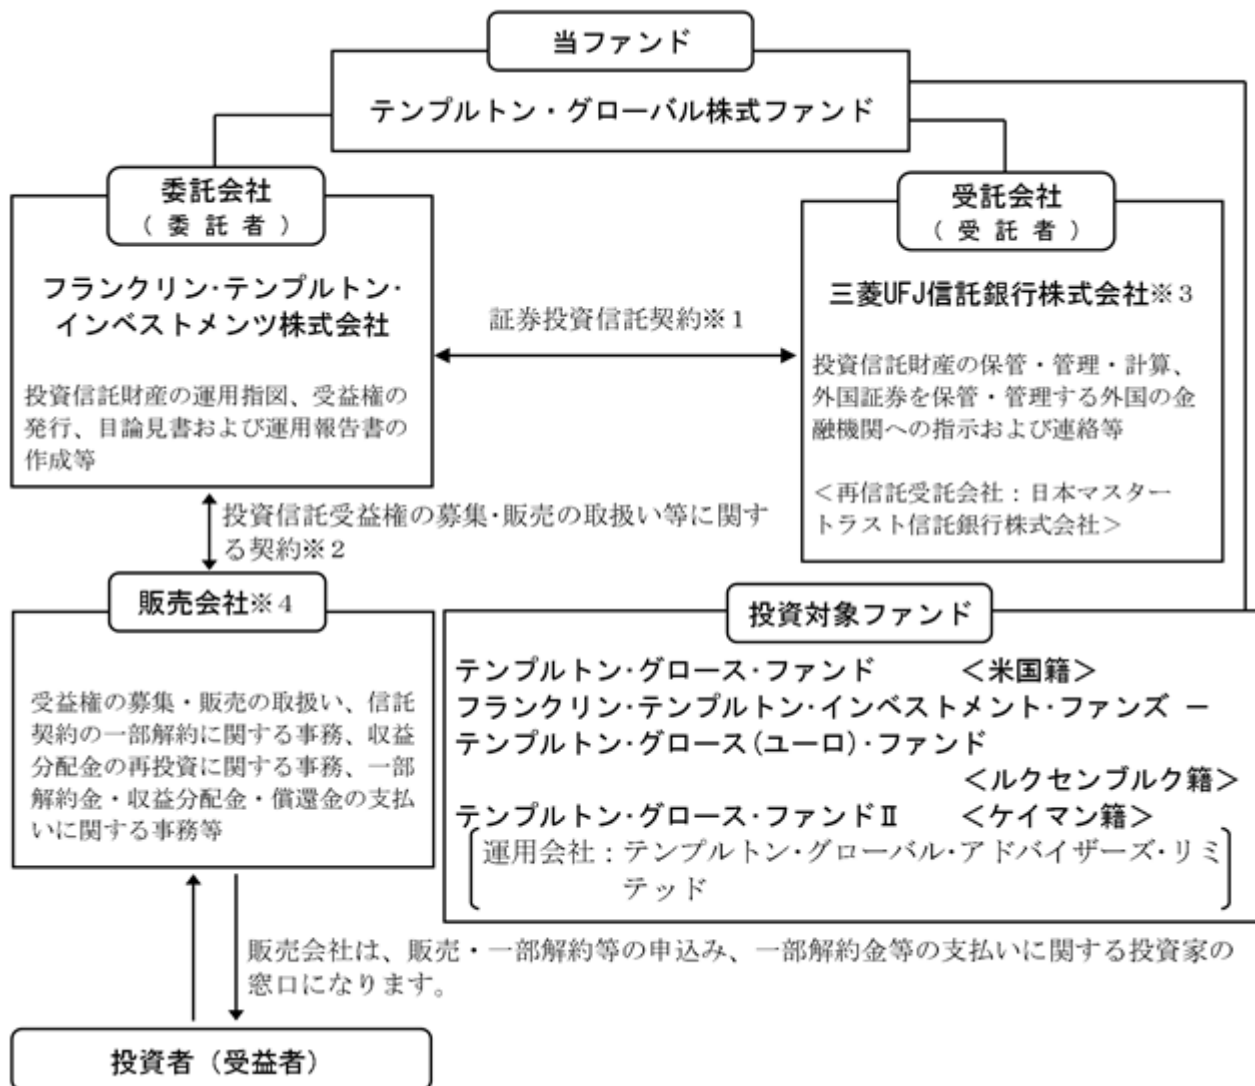 当ファンド
テンプルトン・グローバル株式ファンド
委託会社
(委託者)
フランクリン・テンプルトン・
インベストメンツ株式会社
投資信託財産の運用指図、受益権の
発行、目論見書および運用報告書の
作成等
証券投資信託契約※1
受託会社
(受託者)
三菱UFJ信託銀行株式会社※3
投資信託財産の保管・管理・計算、
外国証券を保管・管理する外国の金
融機関への指示および連絡等
<再信託受託会社:日本マスター
トラスト信託銀行株式会社>
投資信託受益権の募集・販売の取扱い等に関す
る契約※2
販売会社※4
受益権の募集・販売の取扱い、信託
契約の一部解約に関する事務、収益
分配金の再投資に関する事務、一部
解約金・収益分配金・償還金の支払
いに関する事務等
投資対象ファンド
テンプルトン・グロース・ファンド <米国籍>
フランクリン・テンプルトン・インベストメント・ファンズ －
テンプルトン・グロース(ユーロ)・ファンド
<ルクセンブルク籍>
テンプルトン・グロース・ファンドⅡ <ケイマン籍>
運用会社:テンプルトン・グローバル・アドバイザーズ・リミ
テッド
販売会社は、販売・一部解約等の申込み、一部解約金等の支払いに関する投資家の
窓口になります。
投資者(受益者)